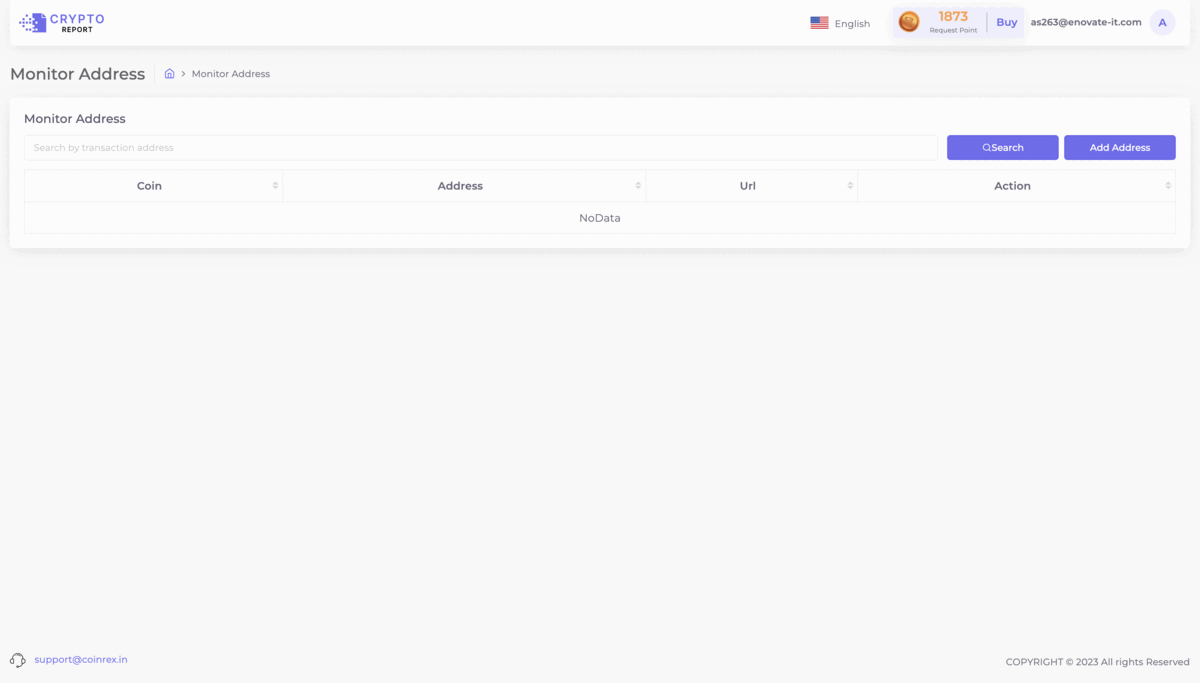 CRYPTO
REPORT
English
1873
Request Point
Buy
as263@enovate-it.com
A
Monitor Address
Monitor Address
Monitor Address
Search by transaction address
Search
Add Address
Coin
Address
Url
Action
NoData
support@coinrex.in
COPYRIGHT © 2023 All rights Reserved